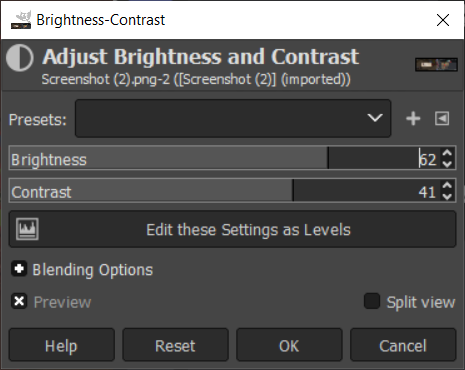 Brightness-Contrast
Adjust Brightness and Contrast
Screenshot (2).png-2 ([Screenshot (2)] (imported))
Presets:
Brightness 62
Contrast 41
Edit these Settings as Levels
Blending Options
Preview Split view
Help Reset OK Cancel